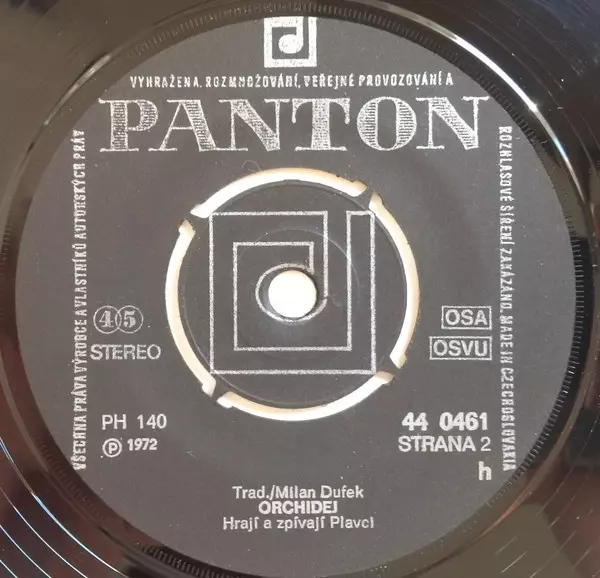 VŠECHNA PRÁVA VÝROBCE A VLASTNÍKŮ AUTORSKÝCH PRÁV
VYHRAŽENA. ROZMNOŽOVÁNÍ, VEŘEJNÉ PROVOZOVÁNÍ A
ROZHLASOVÉ ŠÍŘENÍ ZAKÁZÁNO. MADE IN CZECHOSLOVAKIA
PANTON
45
STEREO
OSA
OSVU
PH 140
℗ 1972
44 0461
STRANA 2
h
Trad./Milan Dufek
ORCHIDEJ
Hrají a zpívají Plavci